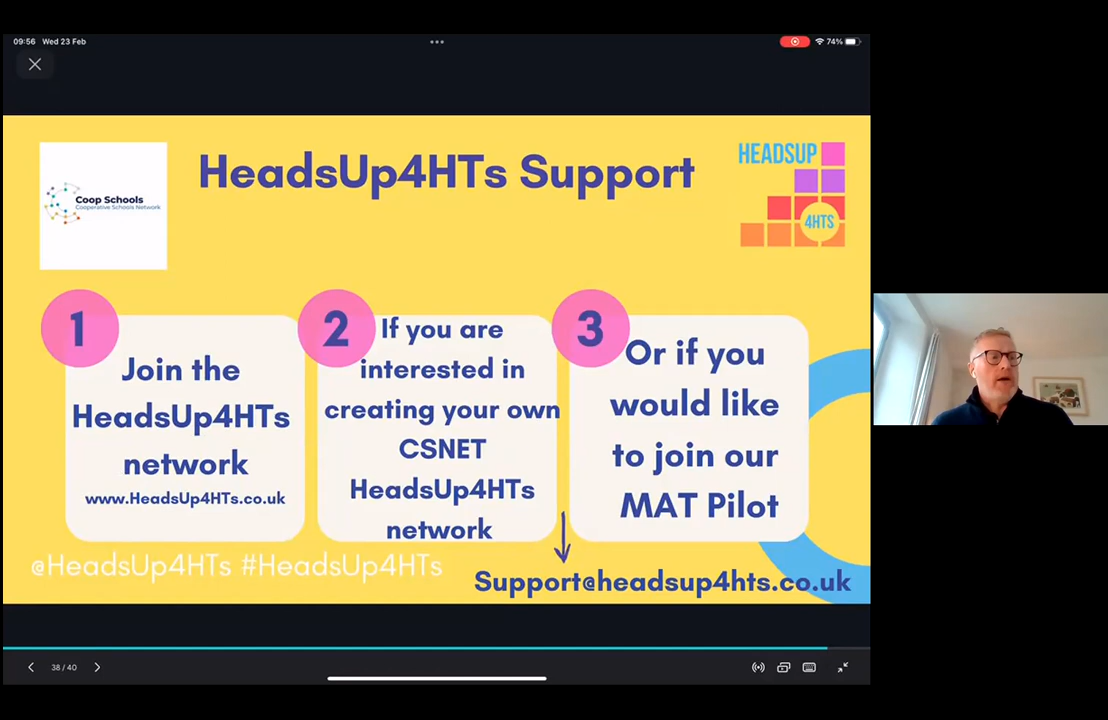 09:56 Wed 23 Feb
74%
Coop Schools
Cooperative Schools Network
HeadsUp4HTs Support
HEADSUP
4HTS
1
Join the
HeadsUp4HTs
network
www.HeadsUp4HTs.co.uk
2
If you are
interested in
creating your own
CSNET
HeadsUp4HTs
network
3
Or if you
would like
to join our
MAT Pilot
@HeadsUp4HTs #HeadsUp4HTs
Support@headsup4hts.co.uk
38 / 40